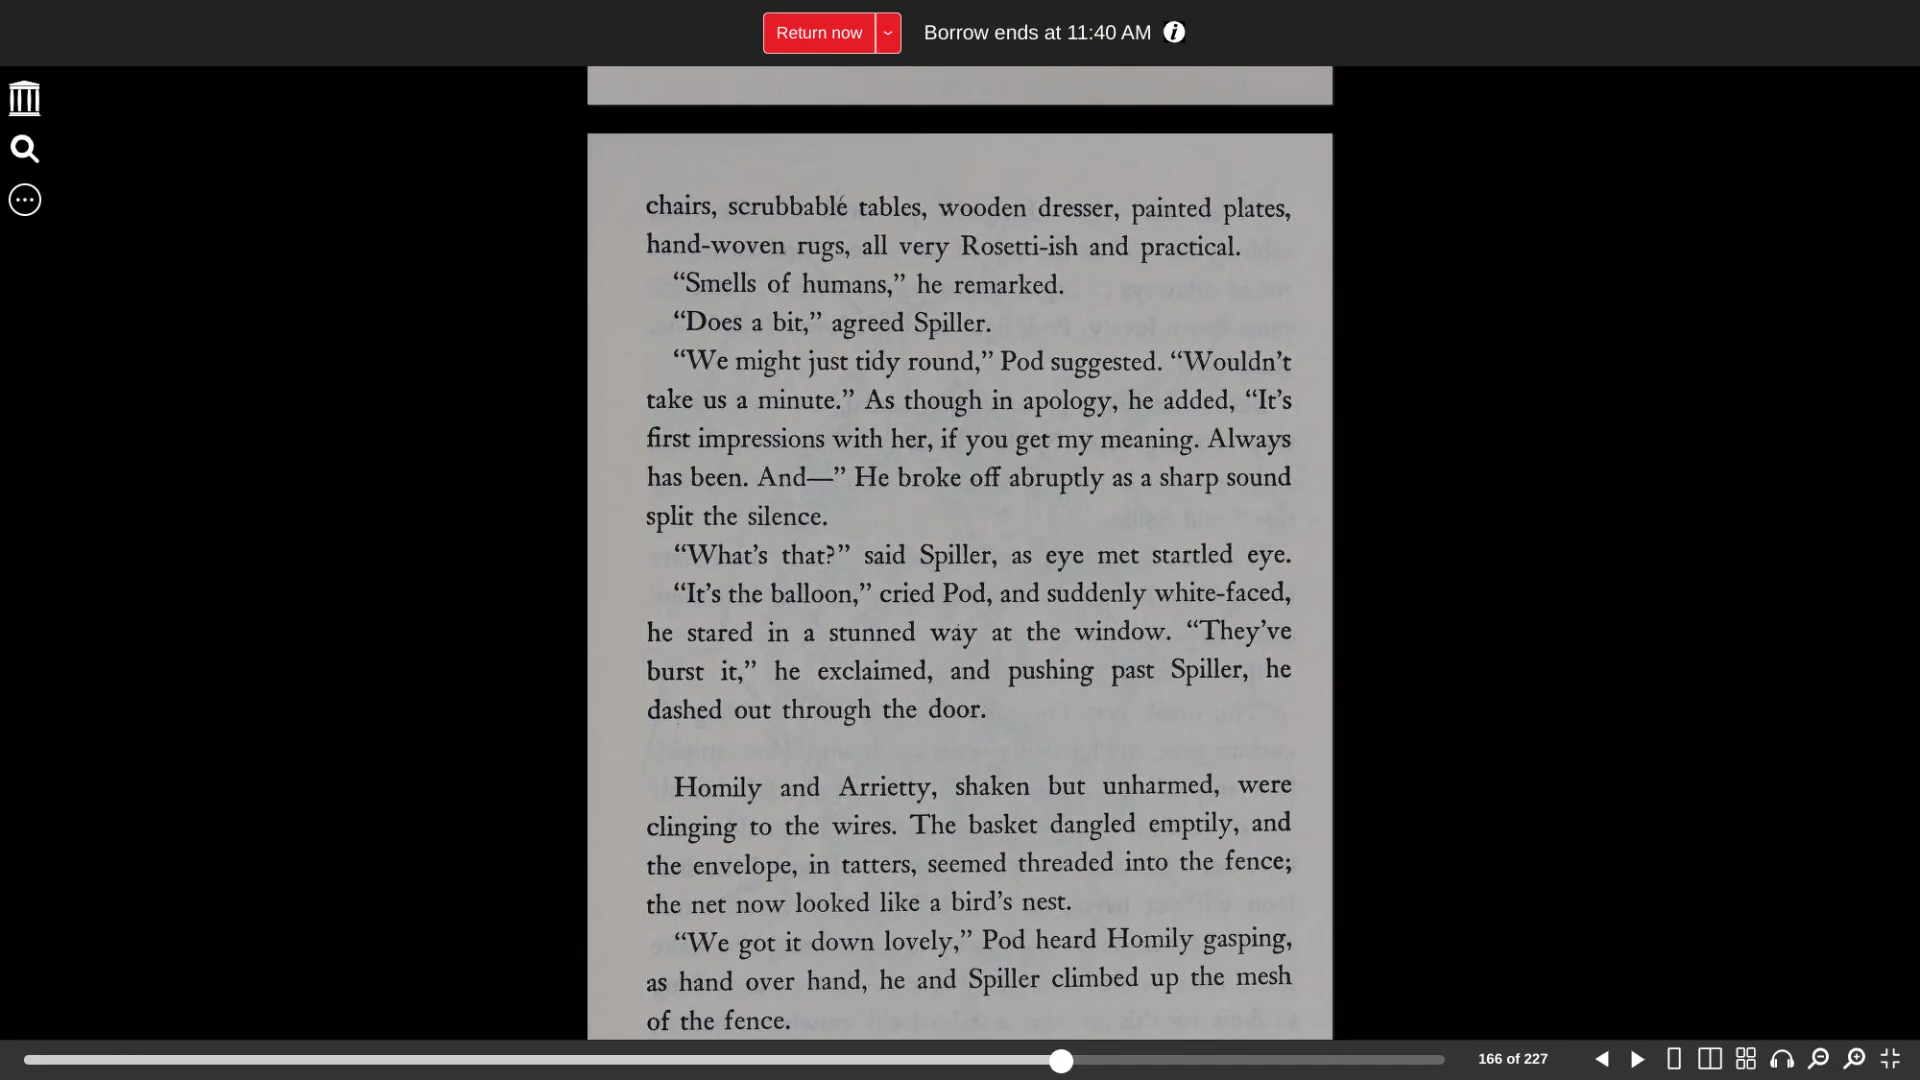 Return now
Borrow ends at 11:40 AM
chairs, scrubbable tables, wooden dresser, painted plates,
hand-woven rugs, all very Rosetti-ish and practical.
“Smells of humans,” he remarked.
“Does a bit,” agreed Spiller.
“We might just tidy round,” Pod suggested. “Wouldn’t
take us a minute.” As though in apology, he added, “It’s
first impressions with her, if you get my meaning. Always
has been. And—” He broke off abruptly as a sharp sound
split the silence.
“What’s that?” said Spiller, as eye met startled eye.
“It’s the balloon,” cried Pod, and suddenly white-faced,
he stared in a stunned way at the window. “They’ve
burst it,” he exclaimed, and pushing past Spiller, he
dashed out through the door.
Homily and Arrietty, shaken but unharmed, were
clinging to the wires. The basket dangled emptily, and
the envelope, in tatters, seemed threaded into the fence;
the net now looked like a bird’s nest.
“We got it down lovely,” Pod heard Homily gasping,
as hand over hand, he and Spiller climbed up the mesh
of the fence.
166 of 227